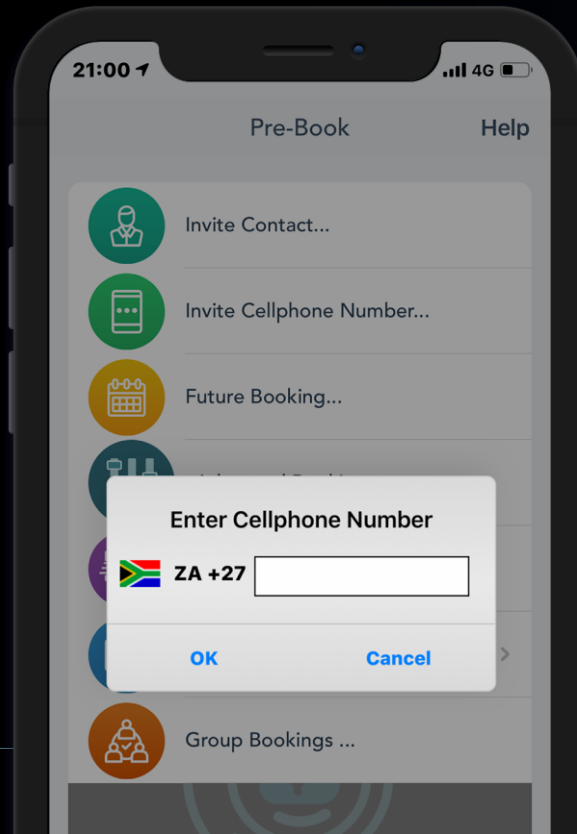 21:00 4G
Pre-Book Help
Invite Contact...
Invite Cellphone Number...
Future Booking...
Enter Cellphone Number
ZA +27
OK Cancel
Group Bookings ...